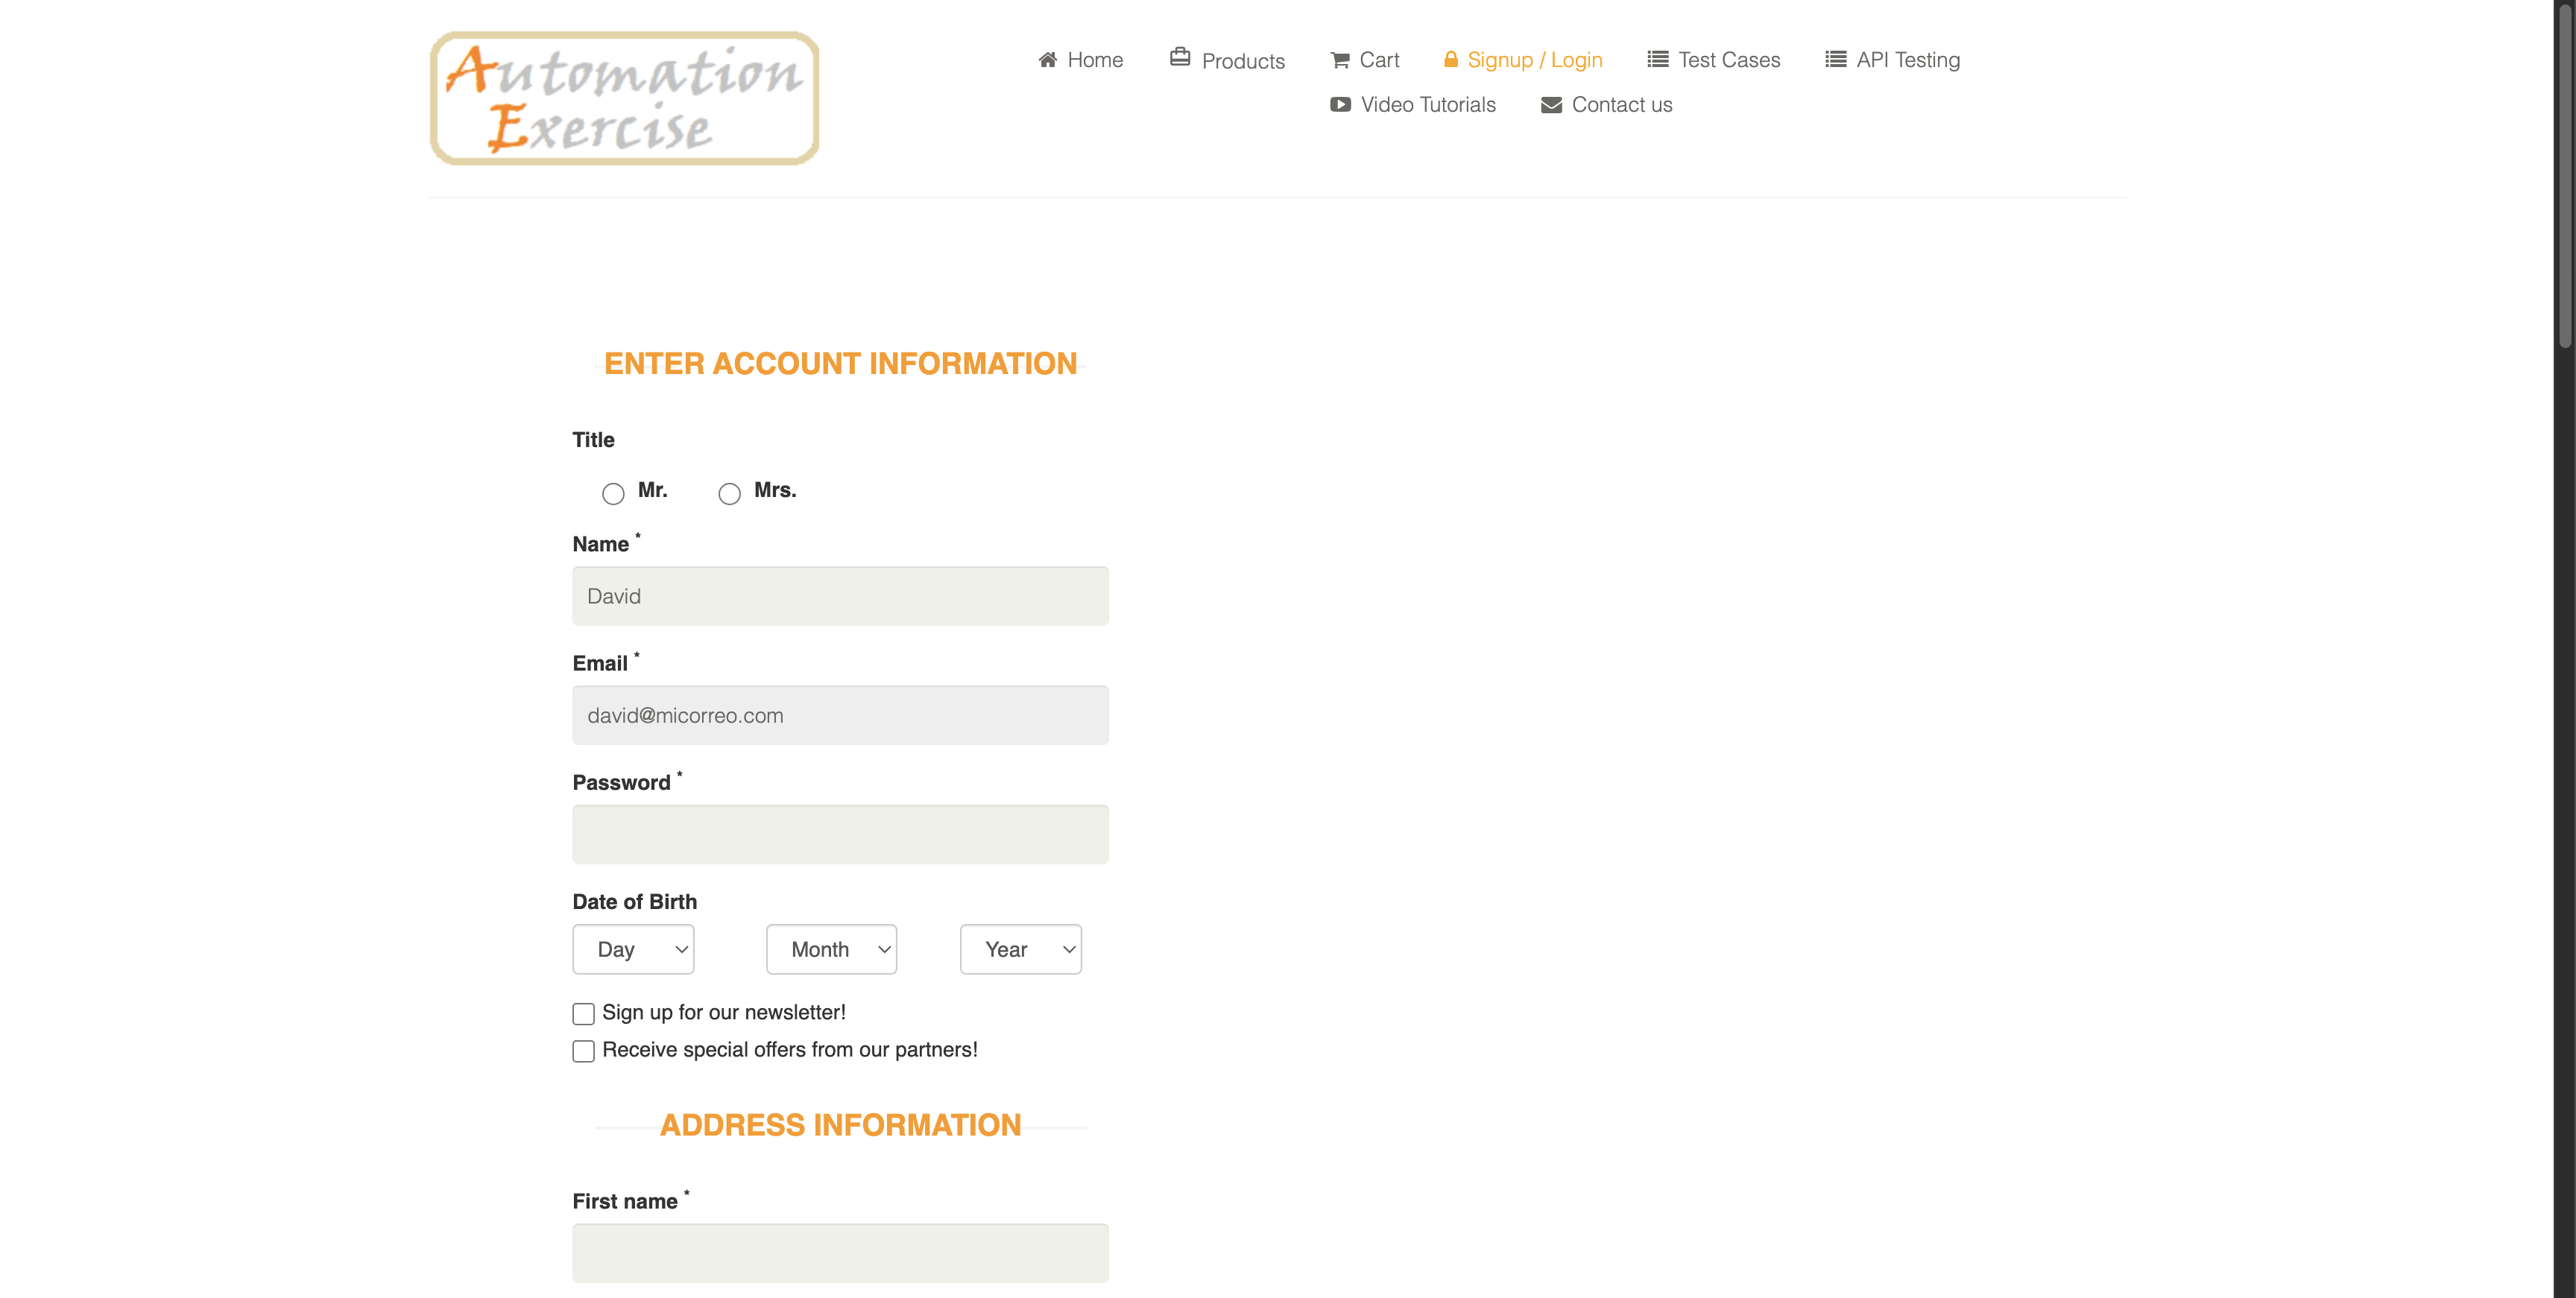 Automation
Exercise
Home Products Cart Signup / Login Test Cases API Testing
Video Tutorials Contact us
ENTER ACCOUNT INFORMATION
Title
Mr. Mrs.
Name *
David
Email *
david@micorreo.com
Password *
Date of Birth
Day Month Year
Sign up for our newsletter!
Receive special offers from our partners!
ADDRESS INFORMATION
First name *